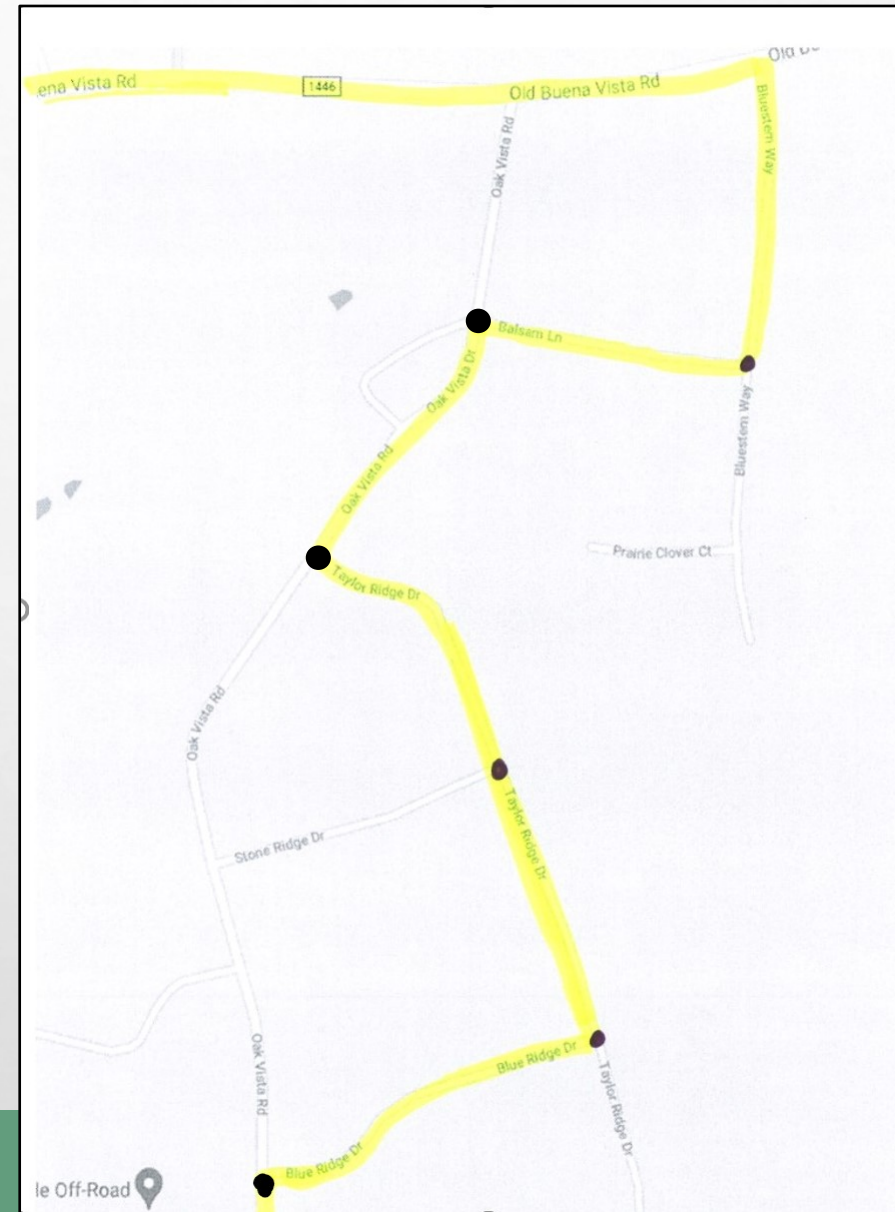 Old
ena Vista Rd
1446
Old Buena Vista Rd
Bluestem Way
Oak Vista Rd
Balsam Ln
Oak Vista Dr
Bluestem Way
Oak Vista Rd
Prairie Clover Ct
Taylor Ridge Dr
Oak Vista Rd
Taylor Ridge Dr
Stone Ridge Dr
Oak Vista Rd
Blue Ridge Dr
Taylor Ridge Dr
Blue Ridge Dr
le Off-Road